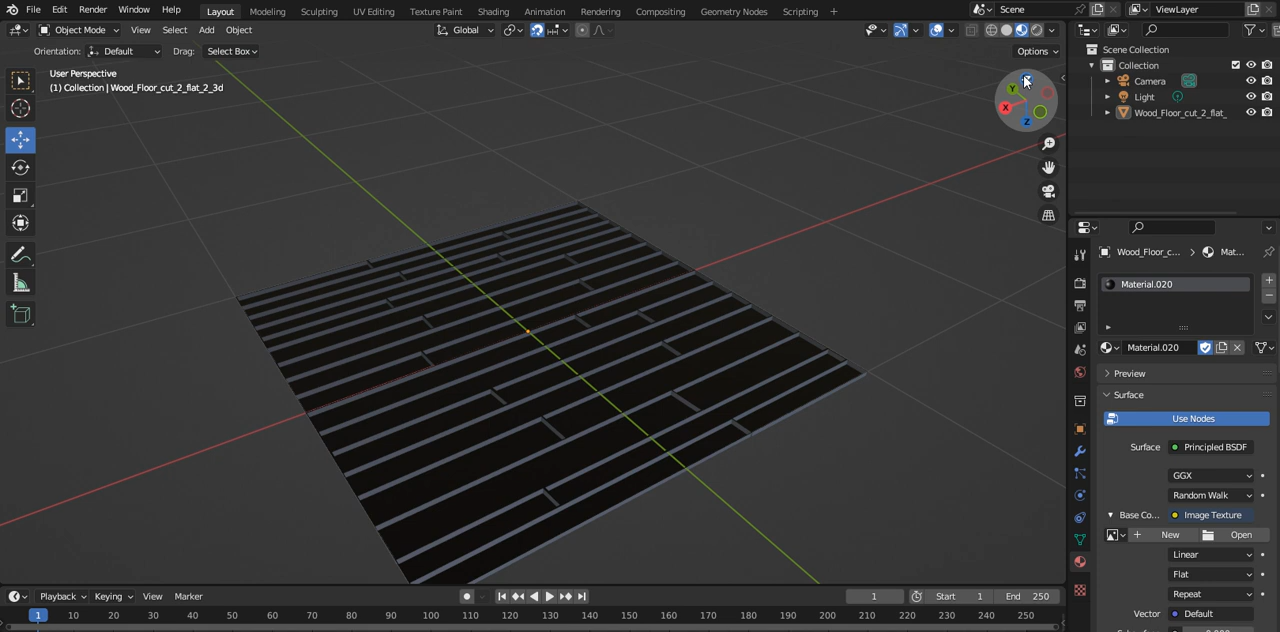 File Edit Render Window Help Layout Modeling Sculpting UV Editing Texture Paint Shading Animation Rendering Compositing Geometry Nodes Scripting + Scene ViewLayer
Object Mode View Select Add Object Global
Orientation: Default Drag: Select Box Options
User Perspective
(1) Collection | Wood_Floor_cut_2_flat_2_3d
Y
X
Z
Scene Collection
Collection
Camera
Light
Wood_Floor_cut_2_flat_
Wood_Floor_c... Mat...
Material.020
Material.020
Preview
Surface
Use Nodes
Surface Principled BSDF
GGX
Random Walk
Base Co... Image Texture
New Open
Linear
Flat
Repeat
Vector Default
Playback Keying View Marker 1 Start 1 End 250
1 10 20 30 40 50 60 70 80 90 100 110 120 130 140 150 160 170 180 190 200 210 220 230 240 250